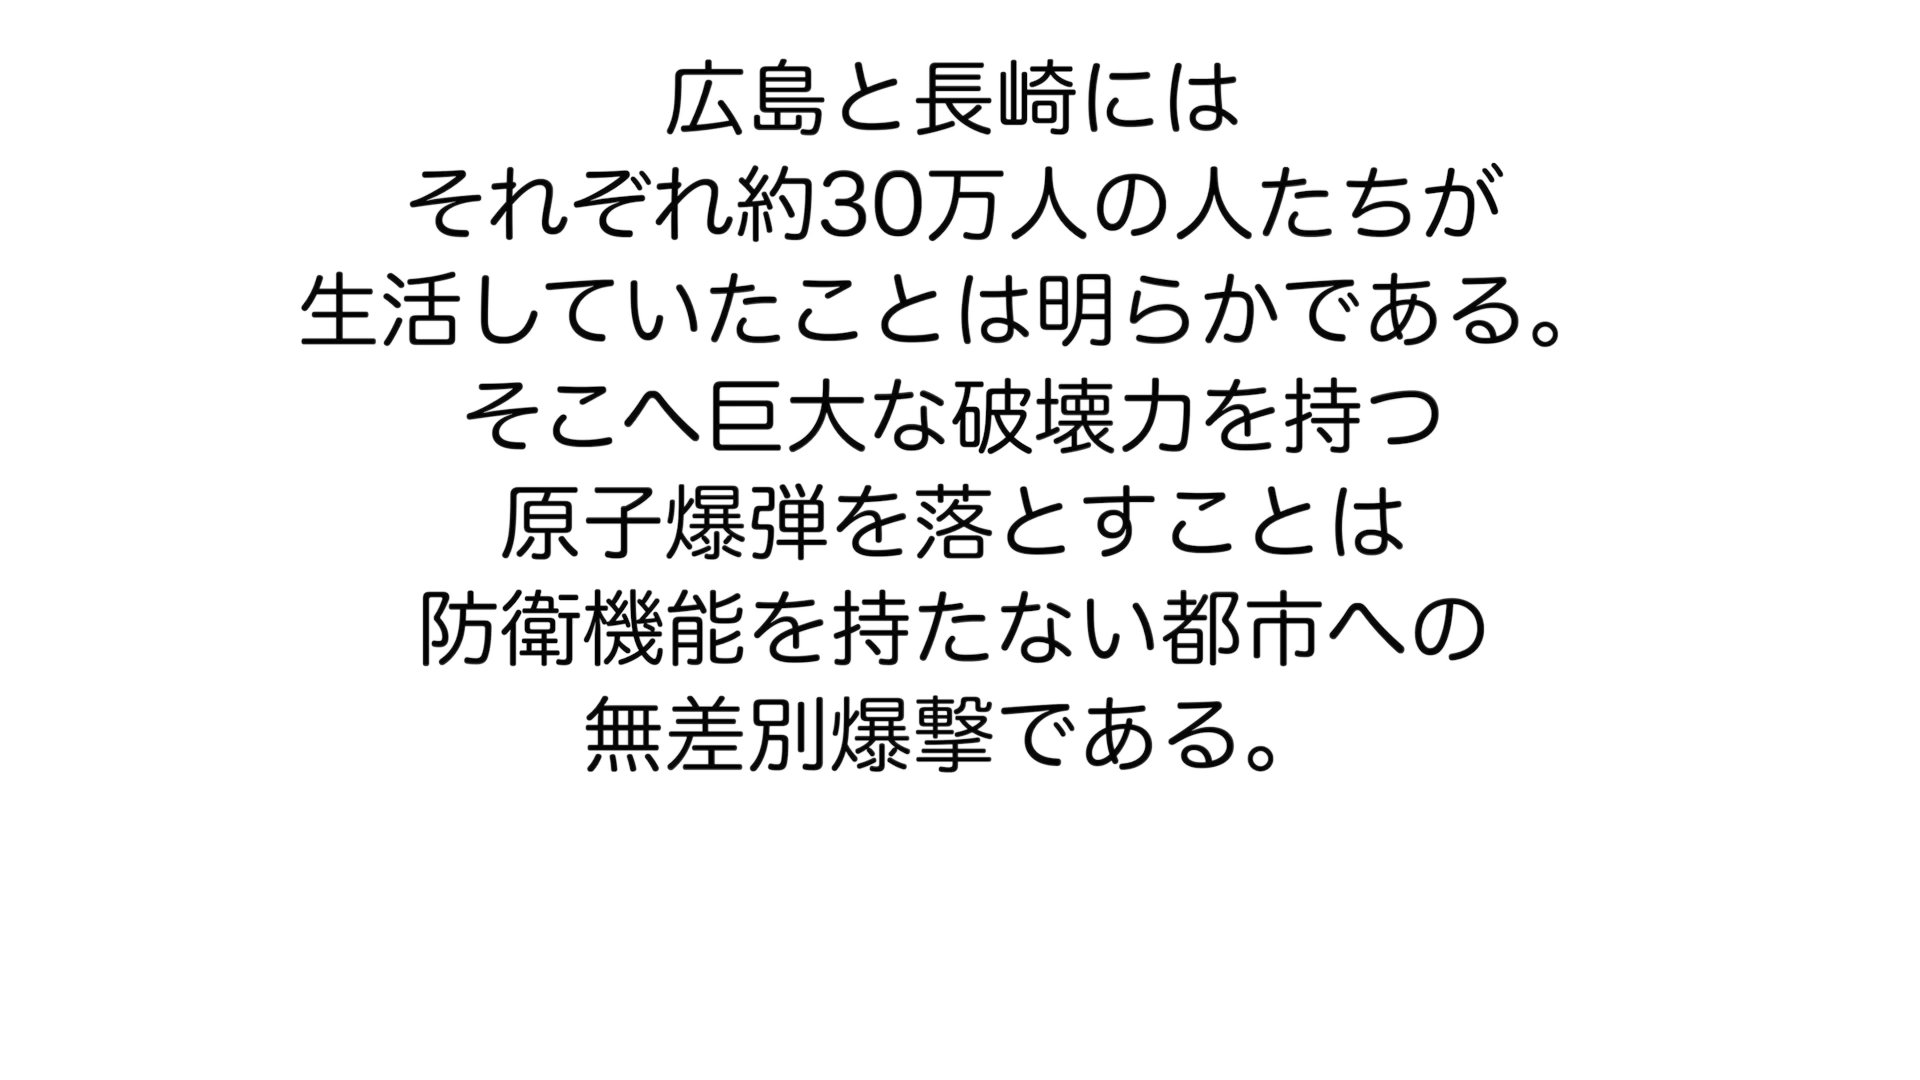 広島と長崎には
それぞれ約30万人の人たちが
生活していたことは明らかである。
そこへ巨大な破壊力を持つ
原子爆弾を落とすことは
防衛機能を持たない都市への
無差別爆撃である。